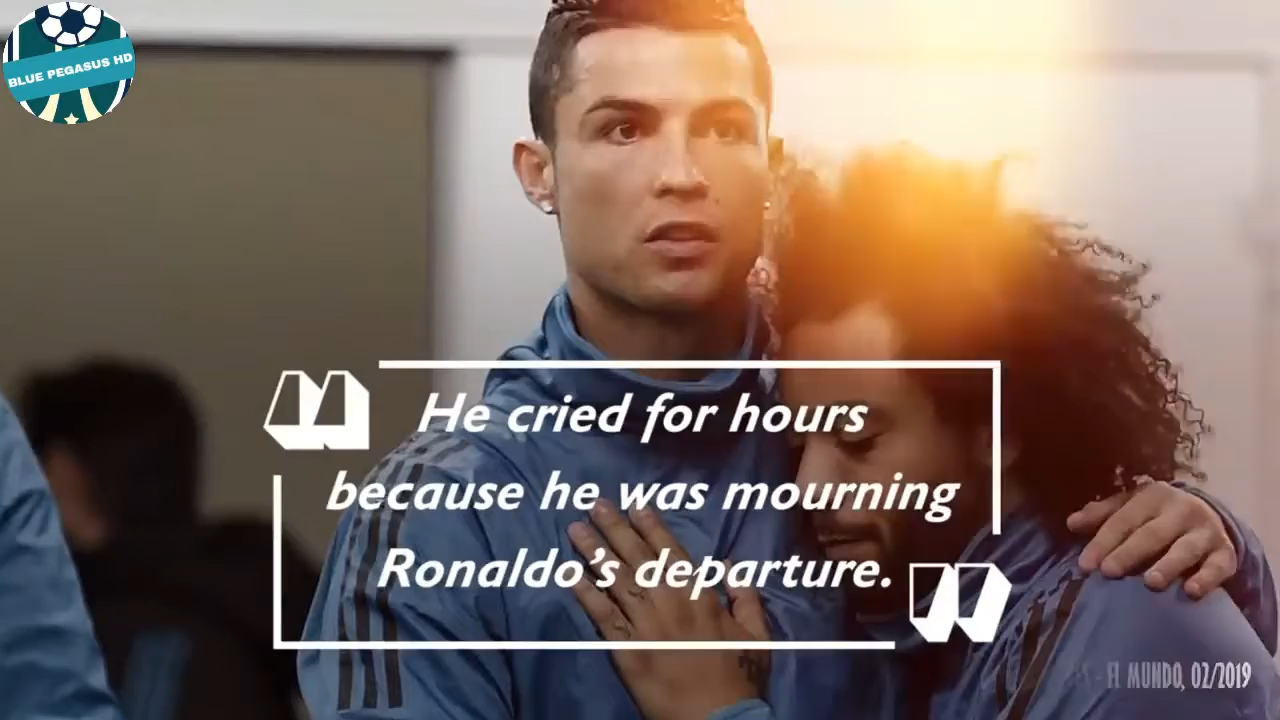 BLUE PEGASUS HD
He cried for hours
because he was mourning
Ronaldo's departure.
- El MUNDO, 02/2019